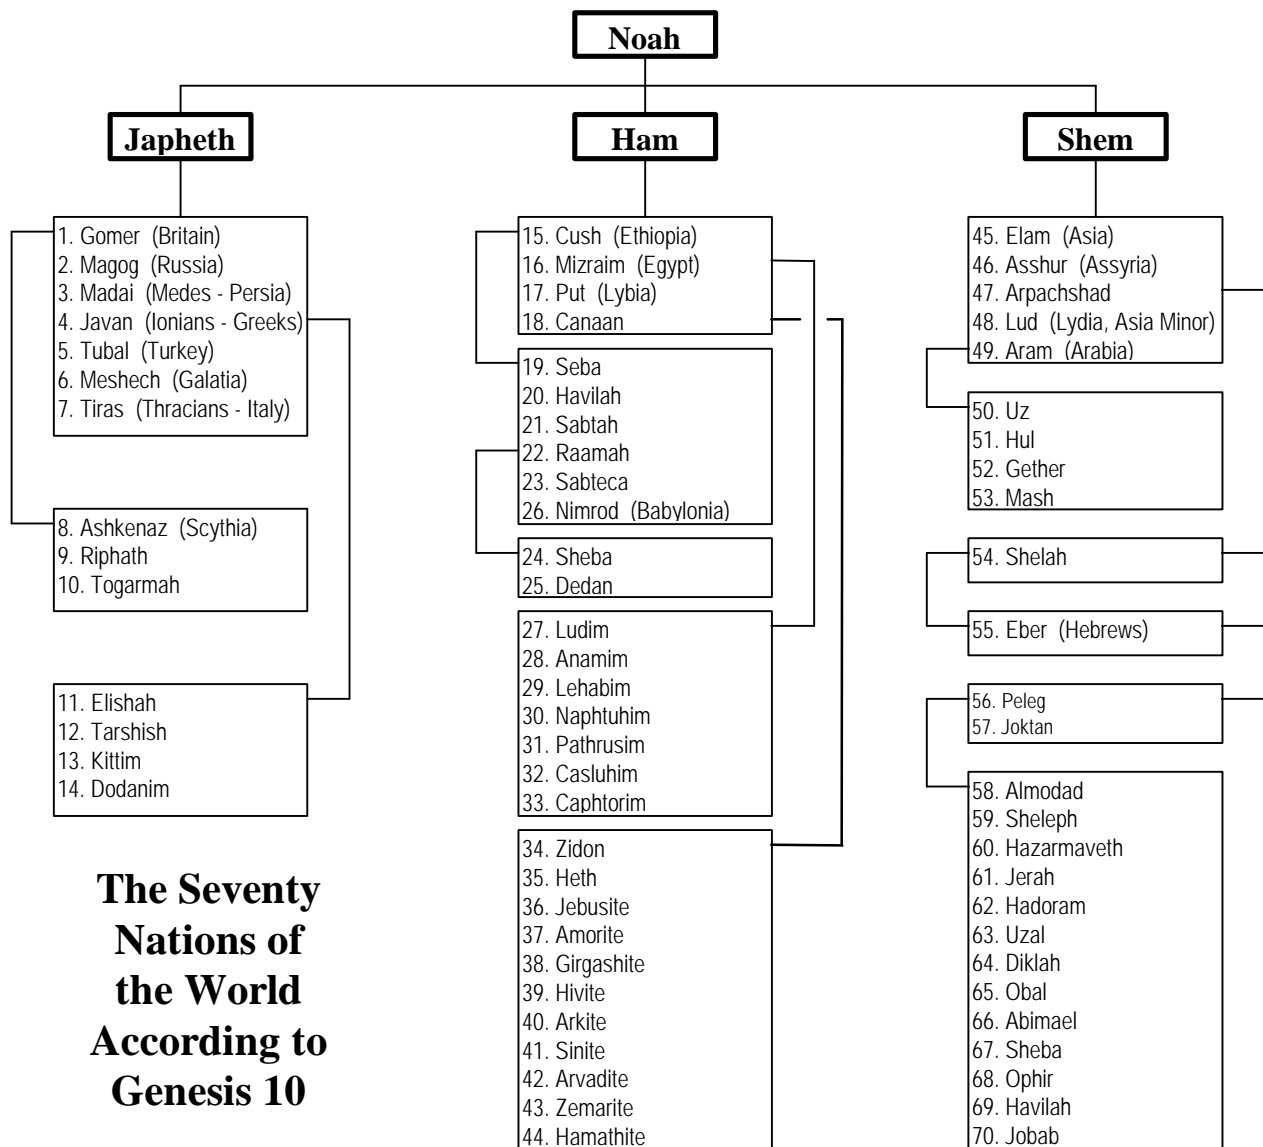 Noah
Japheth
Ham
Shem
1. Gomer (Britain)
2. Magog (Russia)
3. Madai (Medes - Persia)
4. Javan (Ionians - Greeks)
5. Tubal (Turkey)
6. Meshech (Galatia)
7. Tiras (Thracians - Italy)
8. Ashkenaz (Scythia)
9. Riphath
10. Togarmah
11. Elishah
12. Tarshish
13. Kittim
14. Dodanim
The Seventy
Nations of
the World
According to
Genesis 10
15. Cush (Ethiopia)
16. Mizraim (Egypt)
17. Put (Lybia)
18. Canaan
19. Seba
20. Havilah
21. Sabtah
22. Raamah
23. Sabteca
26. Nimrod (Babylonia)
24. Sheba
25. Dedan
27. Ludim
28. Anamim
29. Lehabim
30. Naphtuhim
31. Pathrusim
32. Casluhim
33. Caphtorim
34. Zidon
35. Heth
36. Jebusite
37. Amorite
38. Girgashite
39. Hivite
40. Arkite
41. Sinite
42. Arvadite
43. Zemarite
44. Hamathite
45. Elam (Asia)
46. Asshur (Assyria)
47. Arpachshad
48. Lud (Lydia, Asia Minor)
49. Aram (Arabia)
50. Uz
51. Hul
52. Gether
53. Mash
54. Shelah
55. Eber (Hebrews)
56. Peleg
57. Joktan
58. Almodad
59. Sheleph
60. Hazarmaveth
61. Jerah
62. Hadoram
63. Uzal
64. Diklah
65. Obal
66. Abimael
67. Sheba
68. Ophir
69. Havilah
70. Jobab